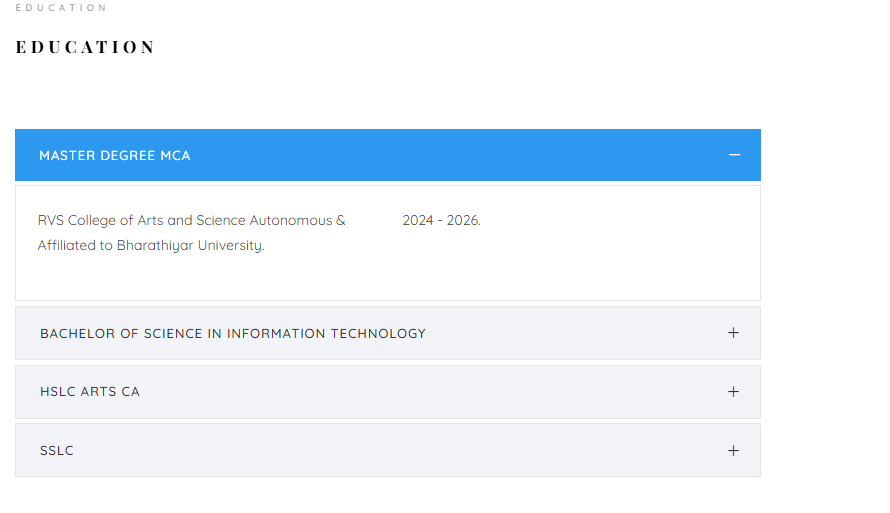 EDUCATION
EDUCATION
MASTER DEGREE MCA
RVS College of Arts and Science Autonomous & 2024 - 2026.
Affiliated to Bharathiyar University.
BACHELOR OF SCIENCE IN INFORMATION TECHNOLOGY
HSLC ARTS CA
SSLC